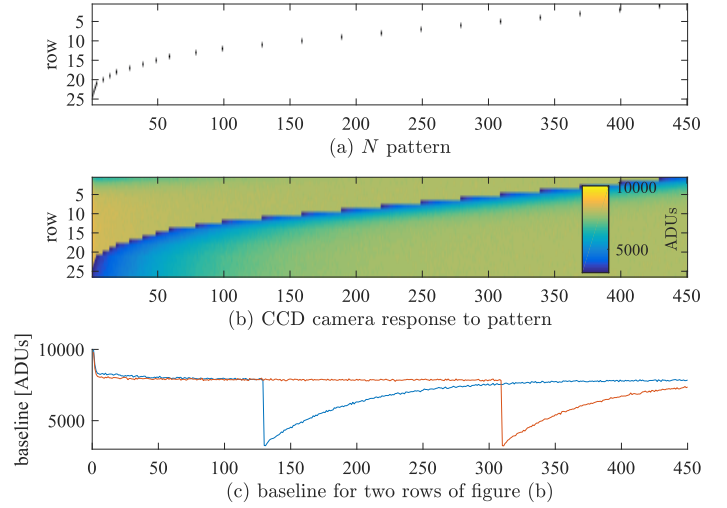 row
5
10
15
20
25
50 100 150 200 250 300 350 400 450
(a) N pattern
row
5
10
15
20
25
10000
5000
ADUs
50 100 150 200 250 300 350 400 450
(b) CCD camera response to pattern
baseline [ADUs]
10000
5000
0 50 100 150 200 250 300 350 400 450
(c) baseline for two rows of figure (b)